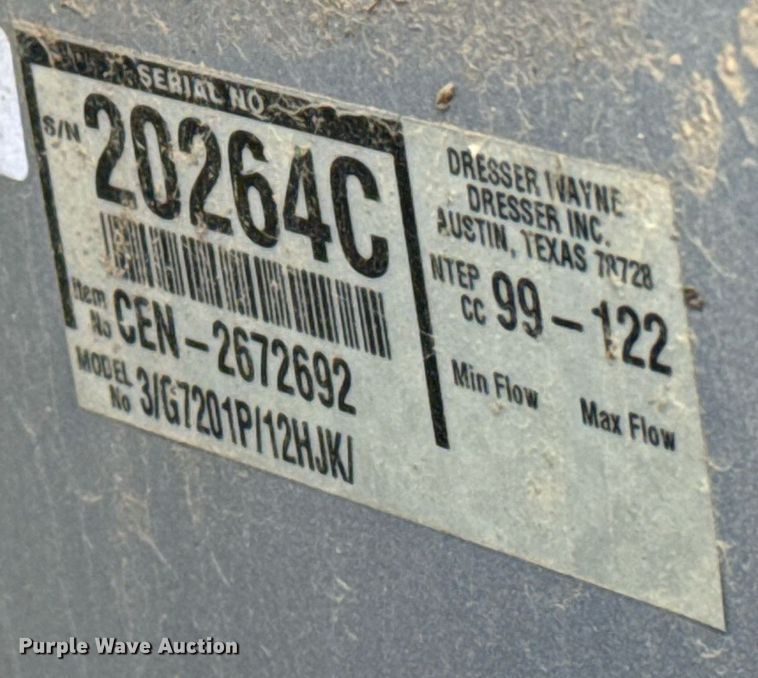 SERIAL NO
S/N 20264C
Item No CEN-2672692
MODEL No 3/G7201P/12HJK/
DRESSER WAYNE
DRESSER INC.
AUSTIN, TEXAS 78728
NTEP CC 99-122
Min Flow Max Flow
Purple Wave Auction